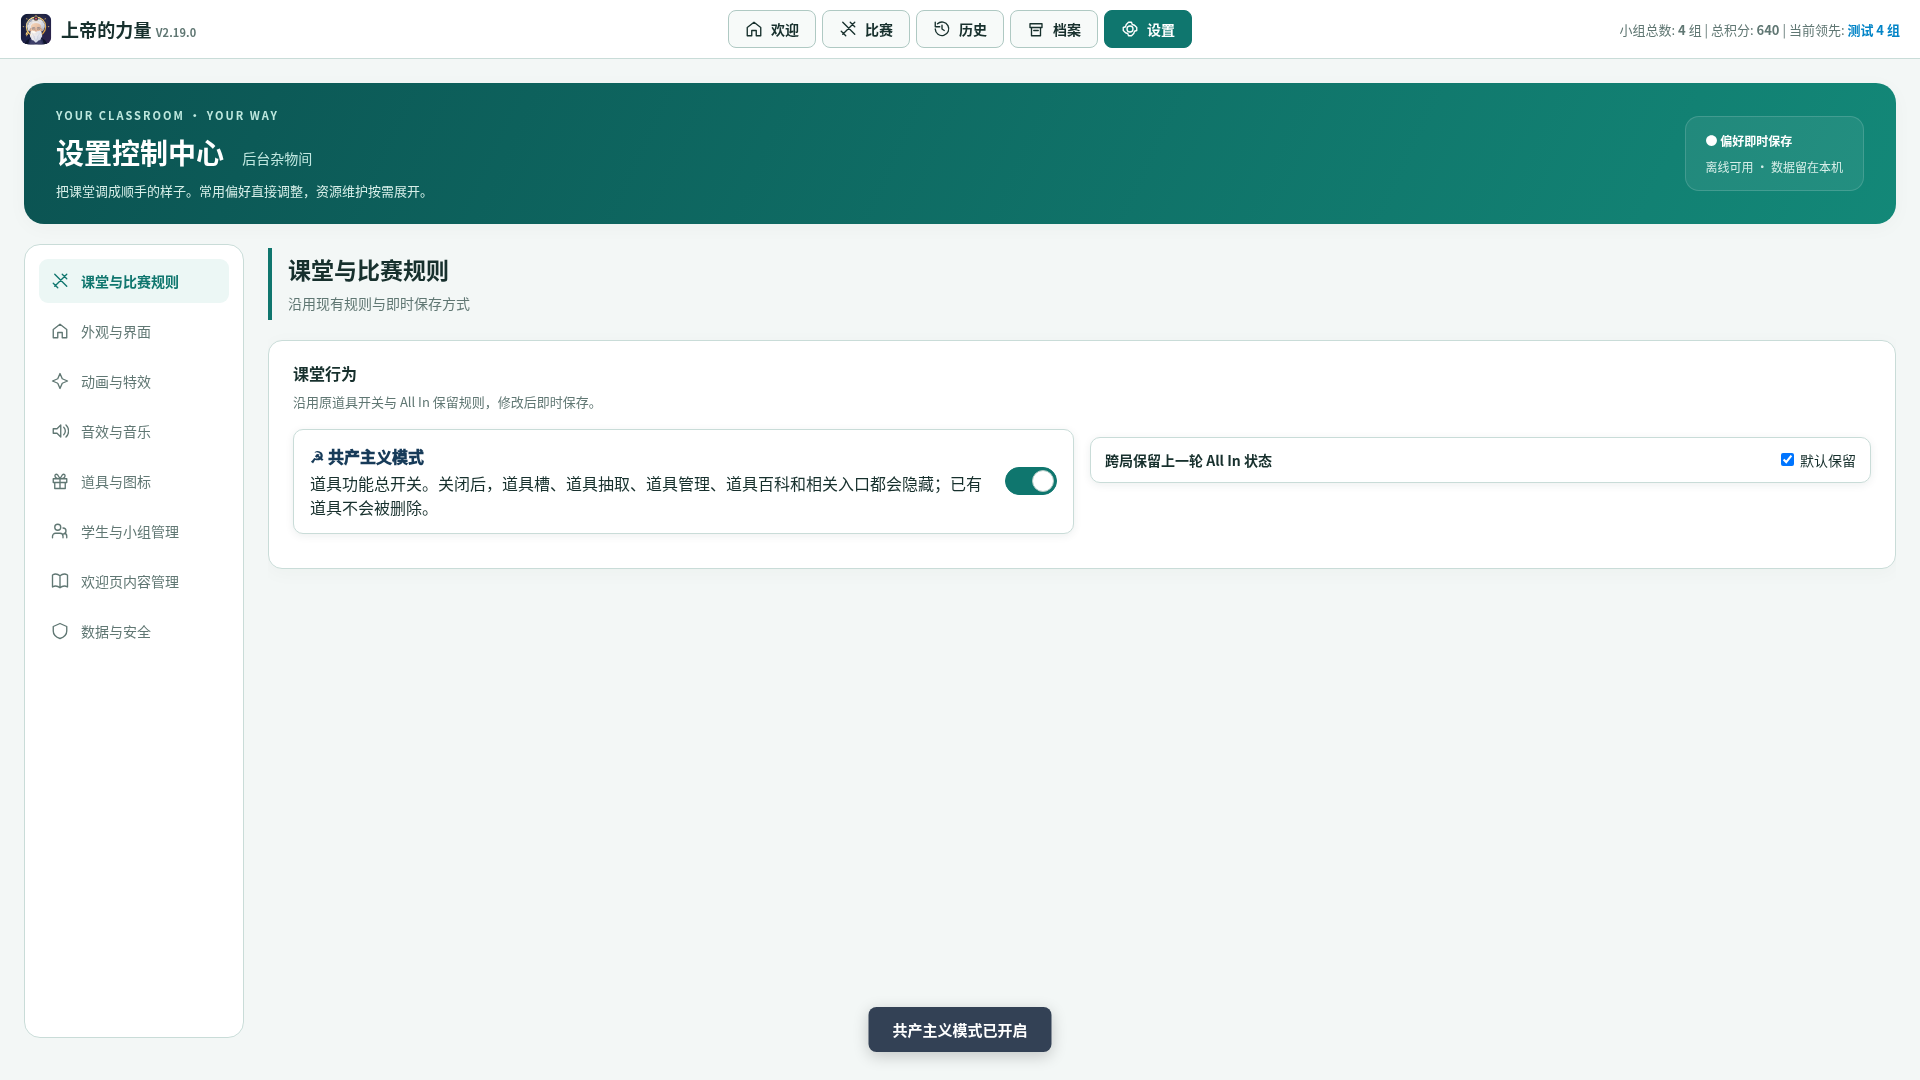 上帝的力量 V2.19.0
欢迎
比赛
历史
档案
设置
小组总数: 4 组 | 总积分: 640 | 当前领先: 测试 4 组
YOUR CLASSROOM · YOUR WAY
设置控制中心 后台杂物间
把课堂调成顺手的样子。常用偏好直接调整，资源维护按需展开。
偏好即时保存
离线可用 · 数据留在本机
课堂与比赛规则
外观与界面
动画与特效
音效与音乐
道具与图标
学生与小组管理
欢迎页内容管理
数据与安全
课堂与比赛规则
沿用现有规则与即时保存方式
课堂行为
沿用原道具开关与 All In 保留规则，修改后即时保存。
☭ 共产主义模式
道具功能总开关。关闭后，道具槽、道具抽取、道具管理、道具百科和相关入口都会隐藏；已有
道具不会被删除。
跨局保留上一轮 All In 状态
默认保留
共产主义模式已开启